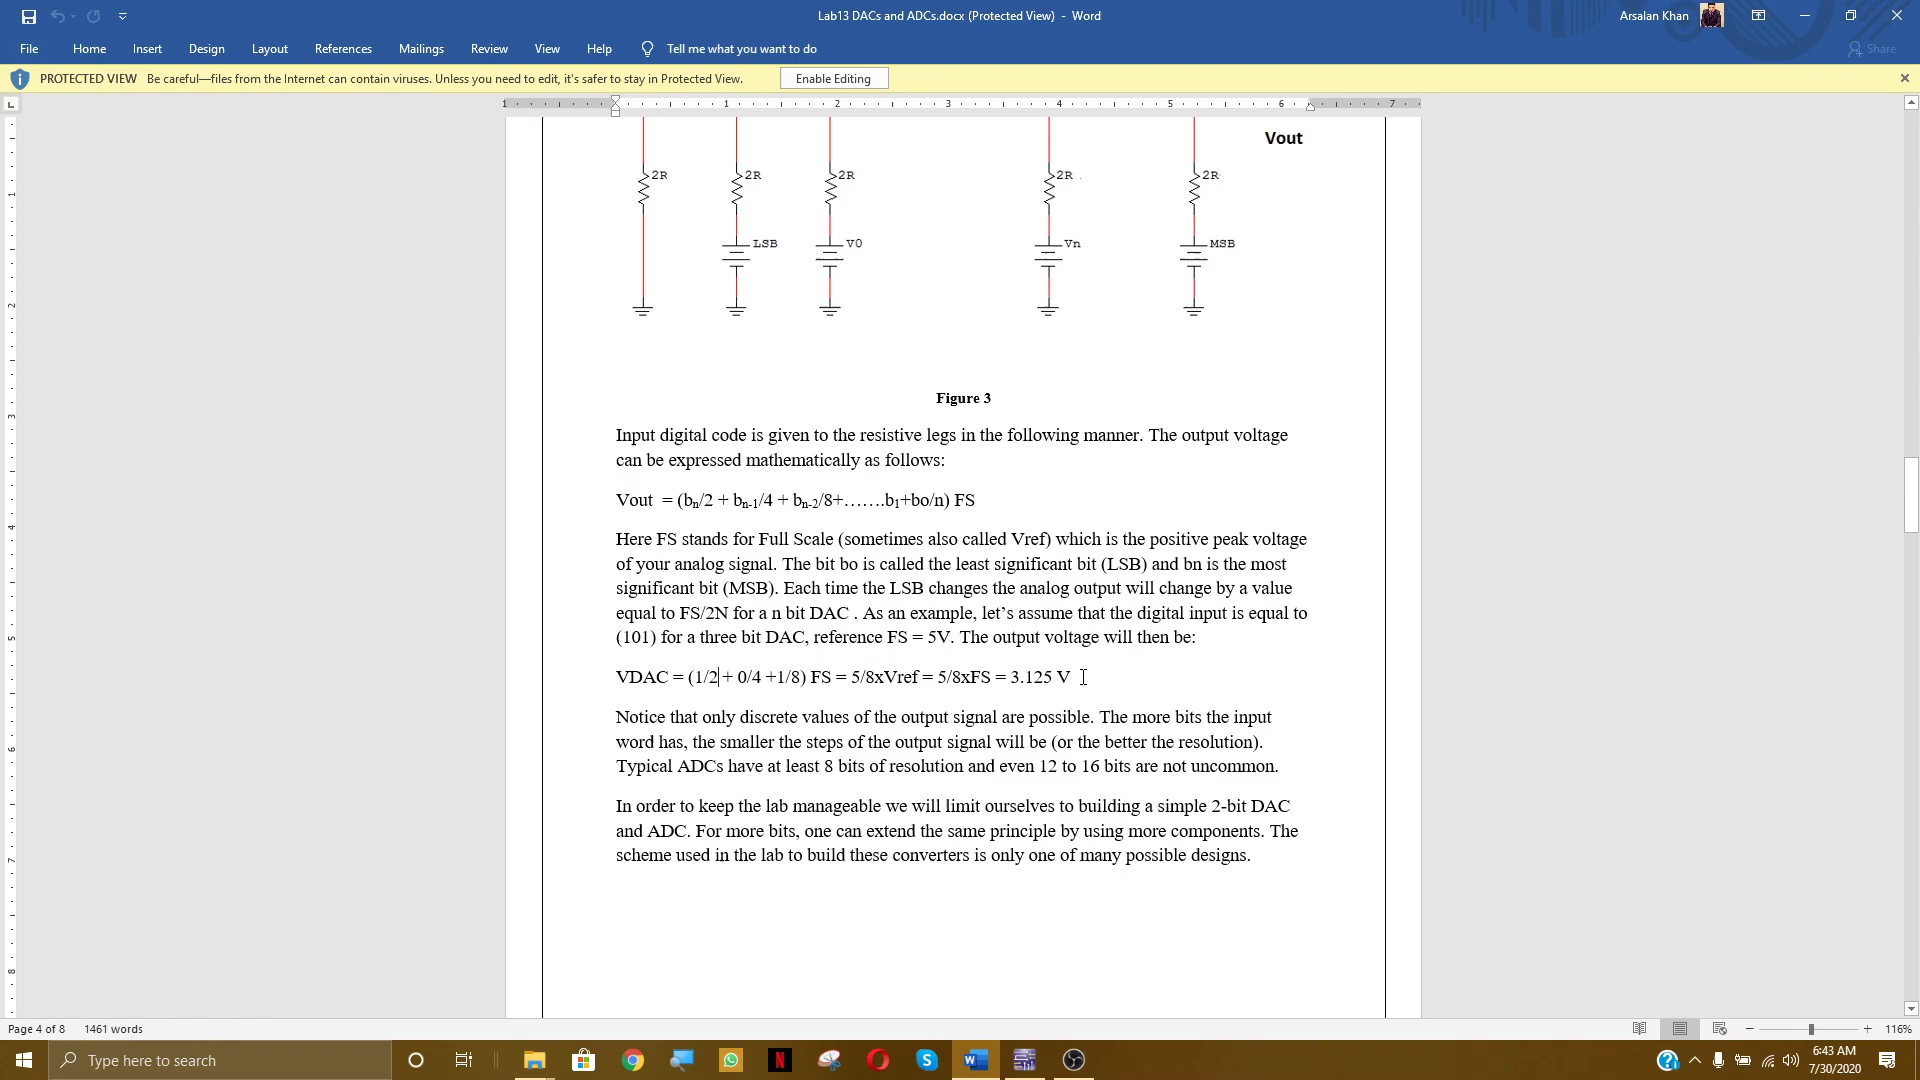 Lab13 DACs and ADCs.docx (Protected View) - Word
Arsalan Khan
File Home Insert Design Layout References Mailings Review View Help Tell me what you want to do
Share
PROTECTED VIEW Be careful—files from the Internet can contain viruses. Unless you need to edit, it's safer to stay in Protected View. Enable Editing
1 1 2 3 4 5 6 7
Vout
2R 2R 2R 2R 2R
LSB V0 Vn MSB
Figure 3
Input digital code is given to the resistive legs in the following manner. The output voltage
can be expressed mathematically as follows:
Vout = (bn/2 + bn-1/4 + bn-2/8+…….b1+bo/n) FS
Here FS stands for Full Scale (sometimes also called Vref) which is the positive peak voltage
of your analog signal. The bit bo is called the least significant bit (LSB) and bn is the most
significant bit (MSB). Each time the LSB changes the analog output will change by a value
equal to FS/2N for a n bit DAC . As an example, let’s assume that the digital input is equal to
(101) for a three bit DAC, reference FS = 5V. The output voltage will then be:
VDAC = (1/2 + 0/4 +1/8) FS = 5/8xVref = 5/8xFS = 3.125 V
Notice that only discrete values of the output signal are possible. The more bits the input
word has, the smaller the steps of the output signal will be (or the better the resolution).
Typical ADCs have at least 8 bits of resolution and even 12 to 16 bits are not uncommon.
In order to keep the lab manageable we will limit ourselves to building a simple 2-bit DAC
and ADC. For more bits, one can extend the same principle by using more components. The
scheme used in the lab to build these converters is only one of many possible designs.
1
2
3
4
5
6
7
8
Page 4 of 8 1461 words
116%
Type here to search
6:43 AM
7/30/2020